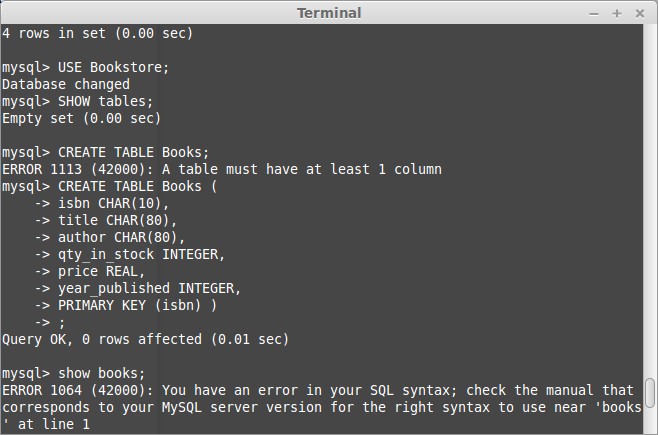 Terminal
4 rows in set (0.00 sec)
mysql> USE Bookstore;
Database changed
mysql> SHOW tables;
Empty set (0.00 sec)
mysql> CREATE TABLE Books;
ERROR 1113 (42000): A table must have at least 1 column
mysql> CREATE TABLE Books (
    -> isbn CHAR(10),
    -> title CHAR(80),
    -> author CHAR(80),
    -> qty_in_stock INTEGER,
    -> price REAL,
    -> year_published INTEGER,
    -> PRIMARY KEY (isbn) )
    -> ;
Query OK, 0 rows affected (0.01 sec)
mysql> show books;
ERROR 1064 (42000): You have an error in your SQL syntax; check the manual that
corresponds to your MySQL server version for the right syntax to use near 'books
' at line 1